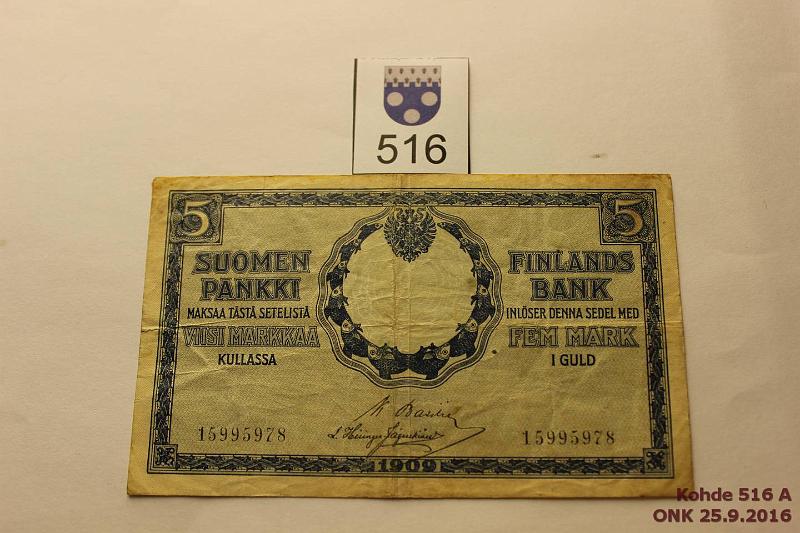 516
5 5
SUOMEN
PANKKI
MAKSAA TÄSTÄ SETELISTÄ
VIISI MARKKAA
KULLASSA
FINLANDS
BANK
INLÖSER DENNA SEDEL MED
FEM MARK
I GULD
15995978 15995978
1909
Kohde 516 A
ONK 25.9.2016